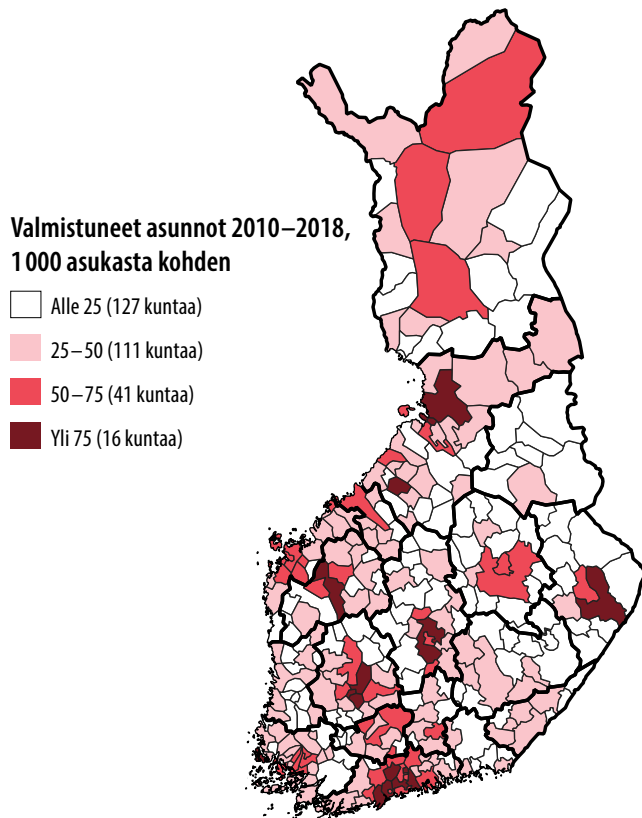 Valmistuneet asunnot 2010–2018,
1 000 asukasta kohden
Alle 25 (127 kuntaa)
25–50 (111 kuntaa)
50–75 (41 kuntaa)
Yli 75 (16 kuntaa)